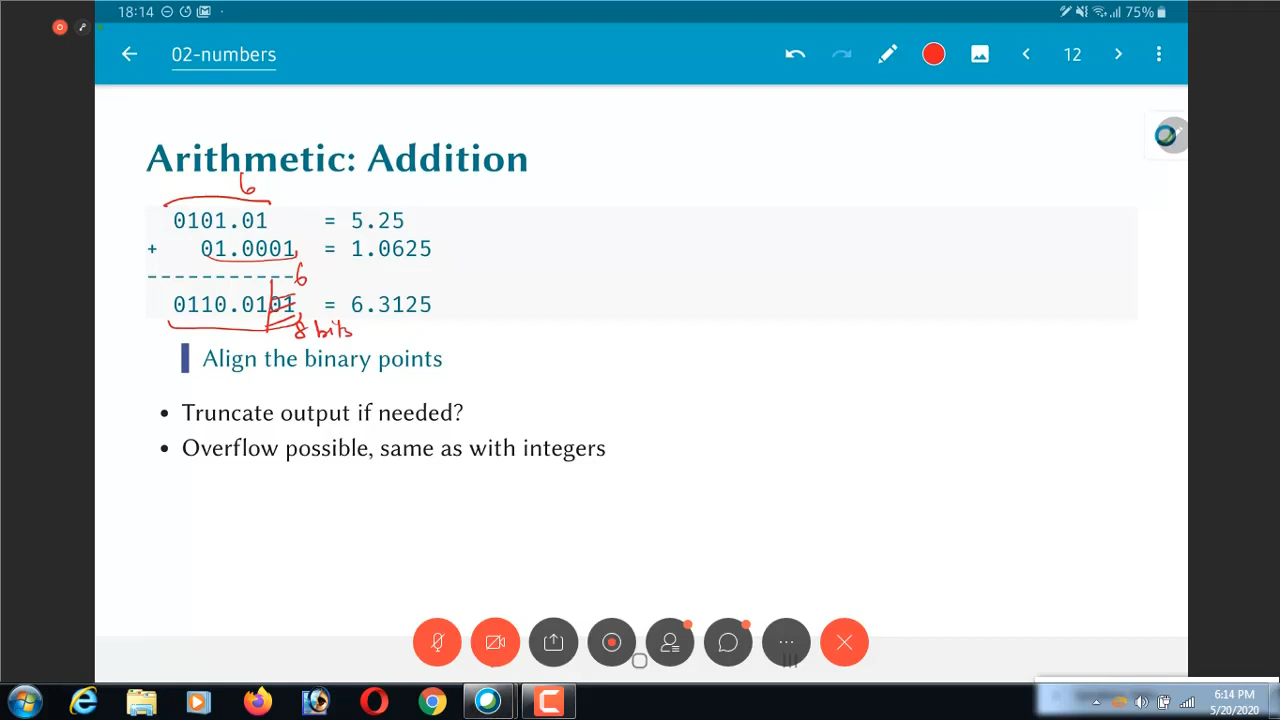 18:14
75%
02-numbers
12
Arithmetic: Addition
6
0101.01 = 5.25
+ 01.0001 = 1.0625
-----------
6
0110.0101 = 6.3125
8 bits
Align the binary points
• Truncate output if needed?
• Overflow possible, same as with integers
6:14 PM
5/20/2020